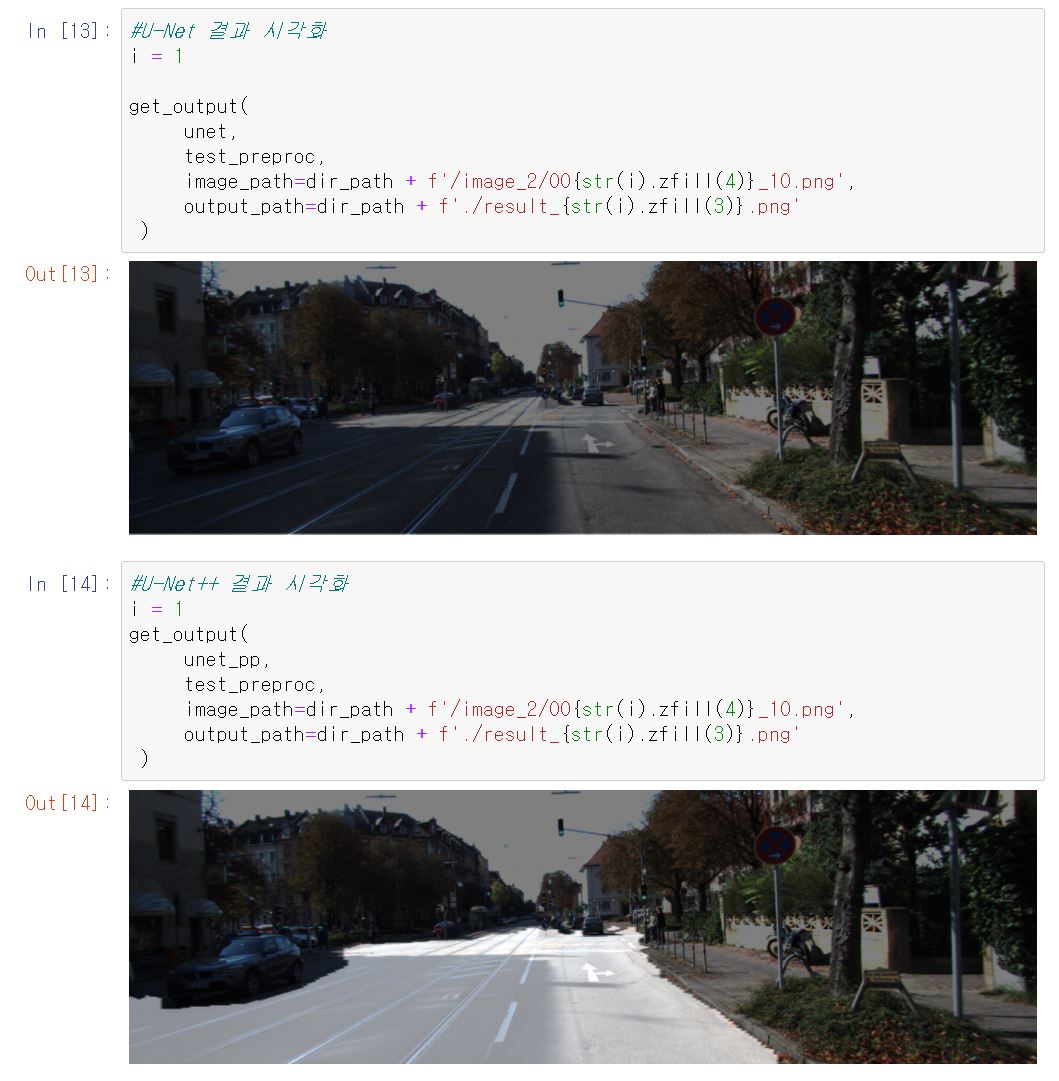 In [13]:
#U-Net 결과 시각화
i = 1
get_output(
unet,
test_preproc,
image_path=dir_path + f'/image_2/00{str(i).zfill(4)}_10.png',
output_path=dir_path + f'./result_{str(i).zfill(3)}.png'
)
Out[13]:
In [14]:
#U-Net++ 결과 시각화
i = 1
get_output(
unet_pp,
test_preproc,
image_path=dir_path + f'/image_2/00{str(i).zfill(4)}_10.png',
output_path=dir_path + f'./result_{str(i).zfill(3)}.png'
)
Out[14]: